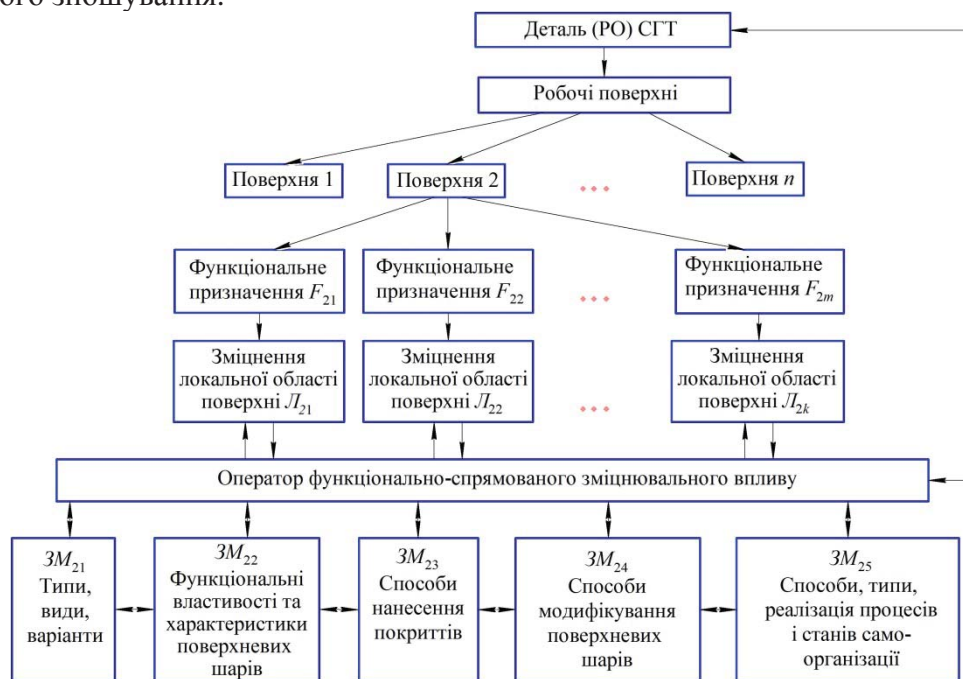 ого зношування.
Деталь (РО) СГТ
Робочі поверхні
Поверхня 1
Поверхня 2
Поверхня n
Функціональне
призначення F21
Функціональне
призначення F22
Функціональне
призначення F2m
Зміцнення
локальної області
поверхні Л21
Зміцнення
локальної області
поверхні Л22
Зміцнення
локальної області
поверхні Л2k
Оператор функціонально-спрямованого зміцнювального впливу
ЗМ21
Типи,
види,
варіанти
ЗМ22
Функціональні
властивості та
характеристики
поверхневих
шарів
ЗМ23
Способи
нанесення
покриттів
ЗМ24
Способи
модифікування
поверхневих
шарів
ЗМ25
Способи, типи,
реалізація процесів
і станів само-
організації